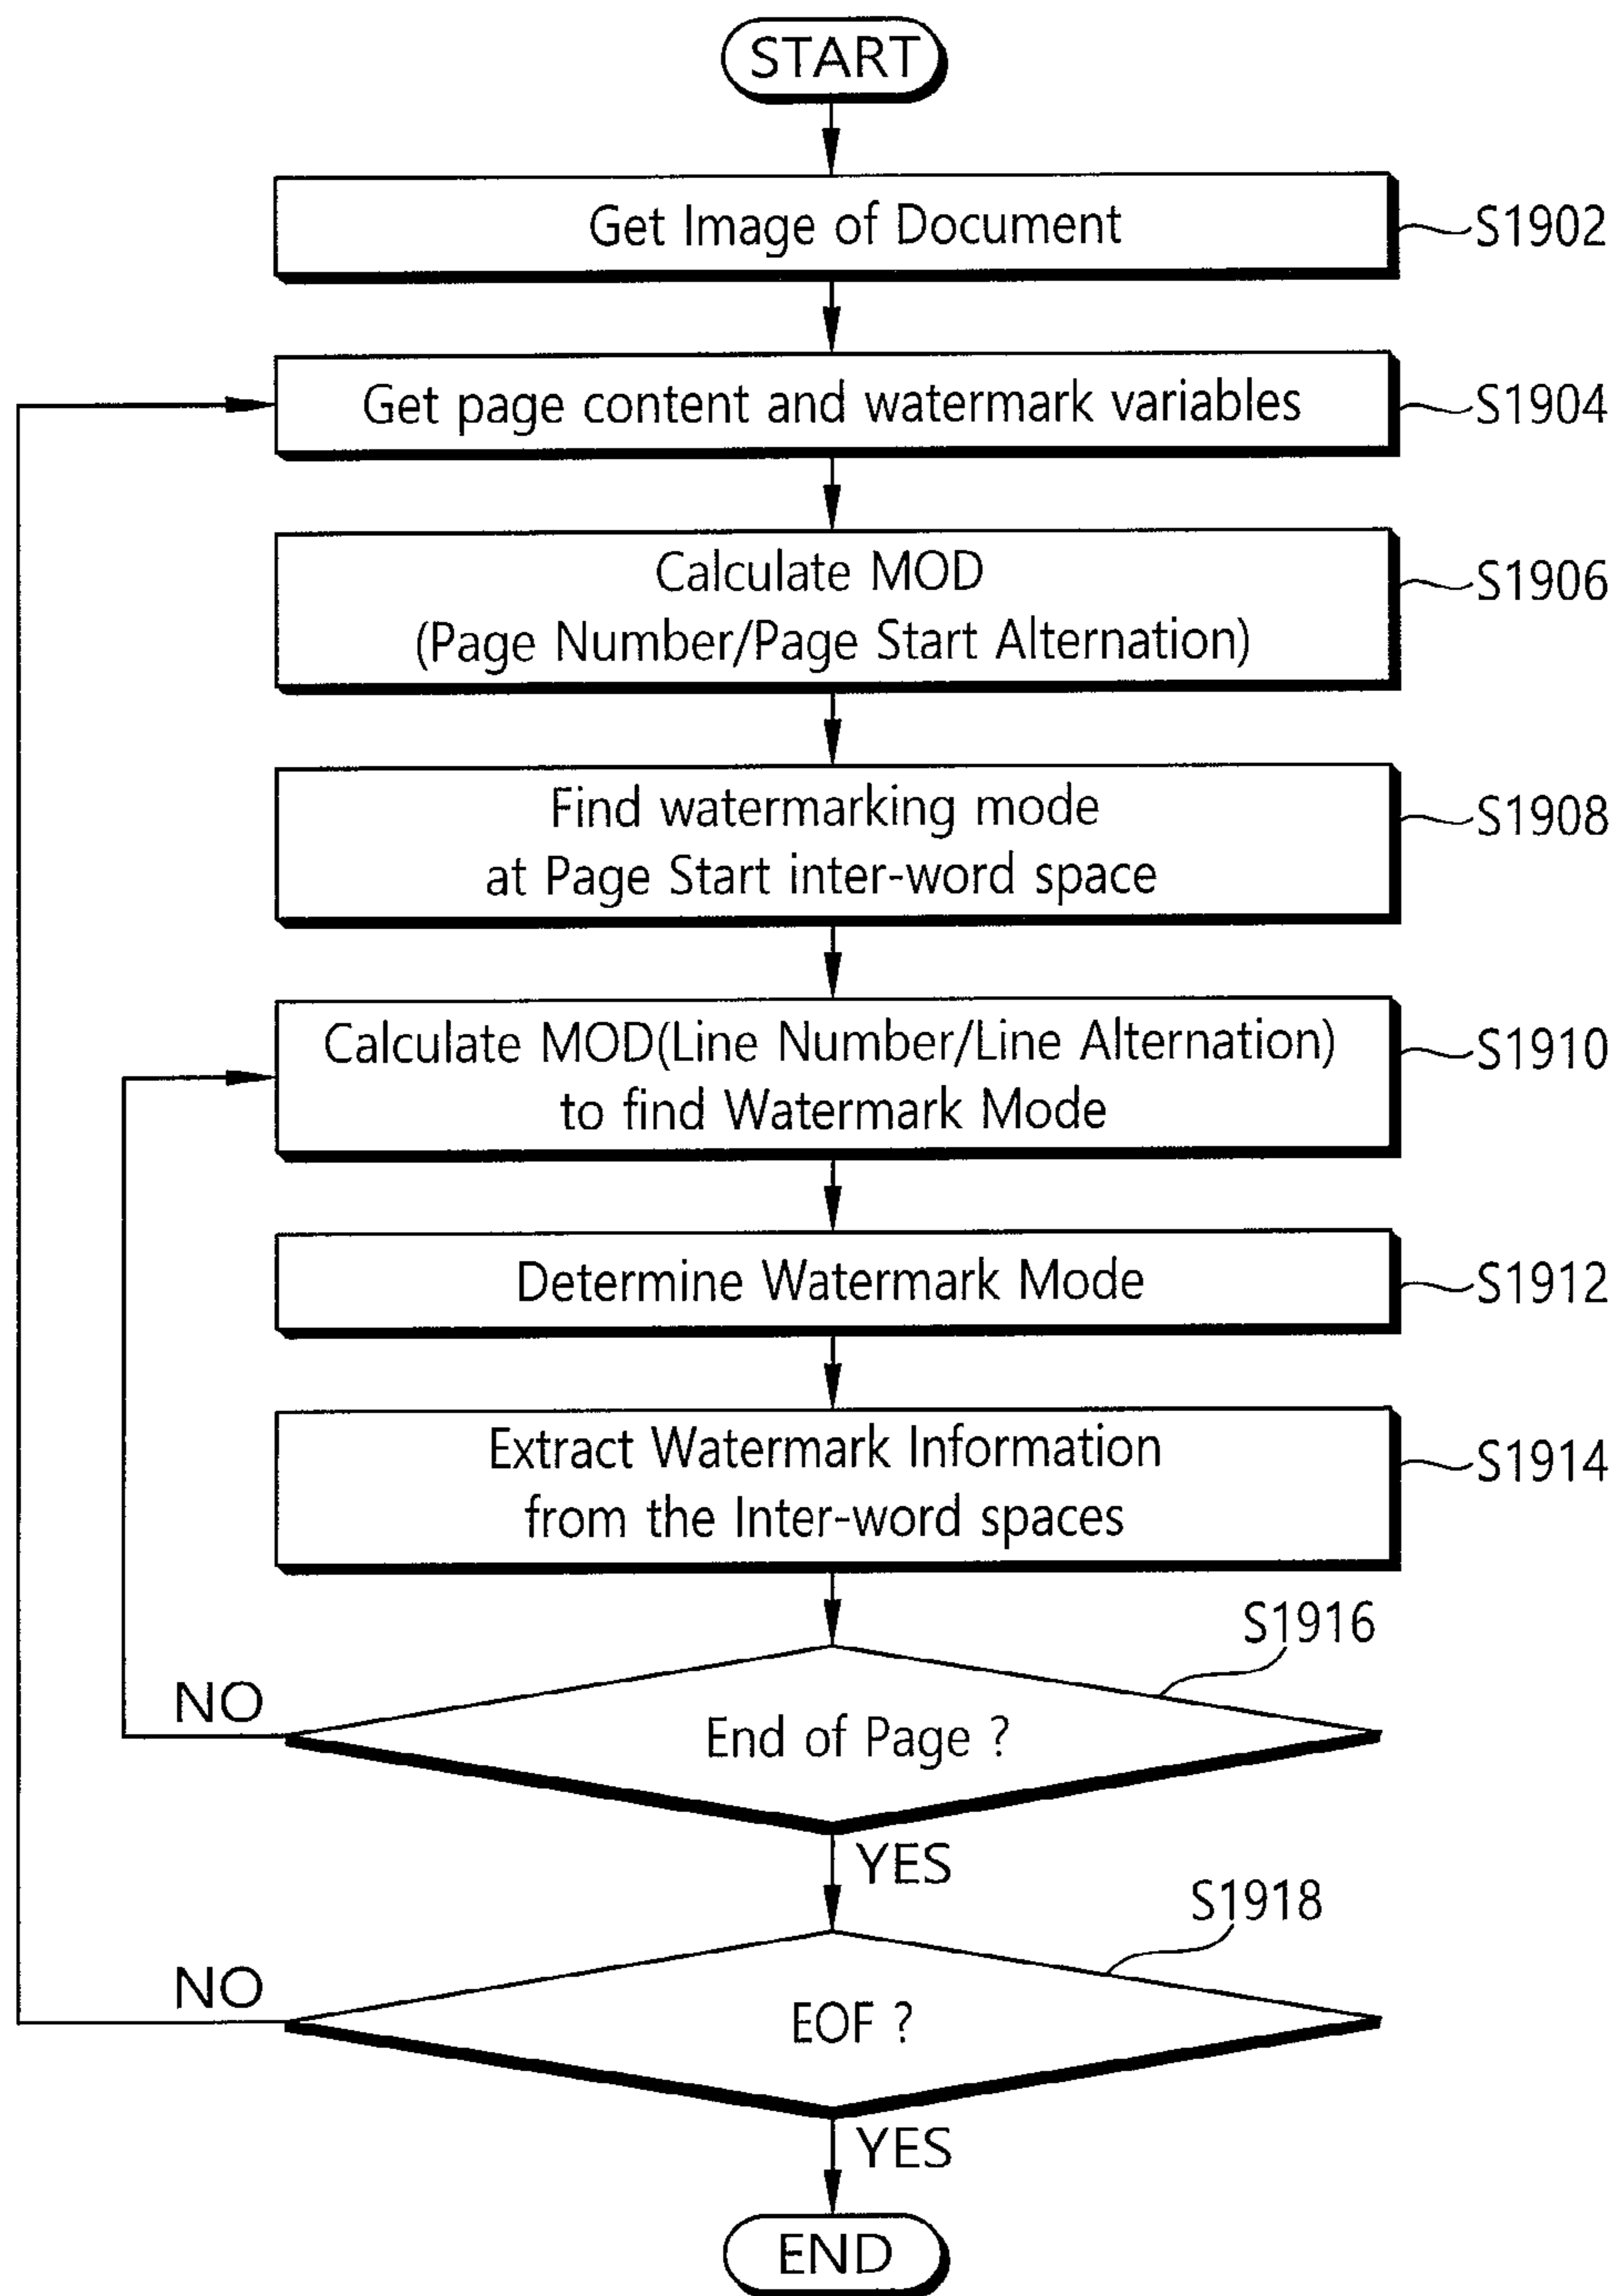 START
Get Image of Document
S1902
Get page content and watermark variables
S1904
Calculate MOD
(Page Number/Page Start Alternation)
S1906
Find watermarking mode
at Page Start inter-word space
S1908
Calculate MOD(Line Number/Line Alternation)
to find Watermark Mode
S1910
Determine Watermark Mode
S1912
Extract Watermark Information
from the Inter-word spaces
S1914
S1916
NO
End of Page ?
YES
S1918
NO
EOF ?
YES
END